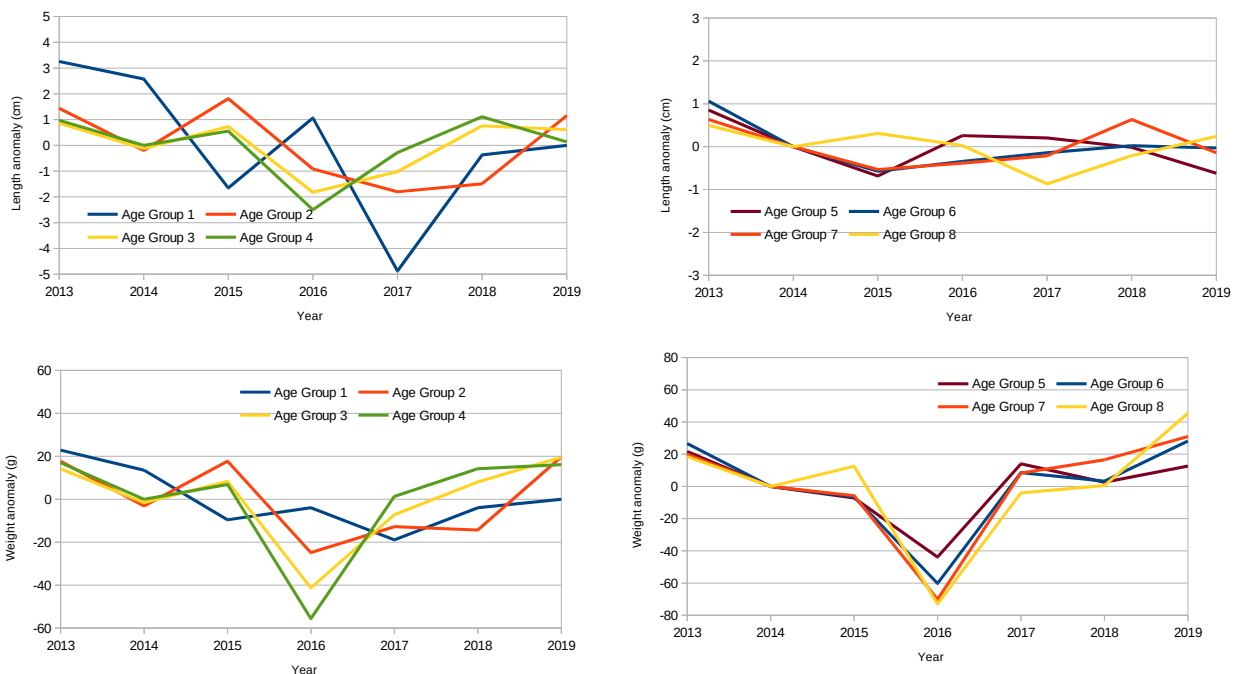 5
4
3
2
1
0
-1
-2
-3
-4
-5
Length anomaly (cm)
Age Group 1 Age Group 2
Age Group 3 Age Group 4
2013 2014 2015 2016 2017 2018 2019
Year
3
2
1
0
-1
-2
-3
Length anomaly (cm)
Age Group 5 Age Group 6
Age Group 7 Age Group 8
2013 2014 2015 2016 2017 2018 2019
Year
60
40
20
0
-20
-40
-60
Weight anomaly (g)
Age Group 1 Age Group 2
Age Group 3 Age Group 4
2013 2014 2015 2016 2017 2018 2019
Year
80
60
40
20
0
-20
-40
-60
-80
Weight anomaly (g)
Age Group 5 Age Group 6
Age Group 7 Age Group 8
2013 2014 2015 2016 2017 2018 2019
Year